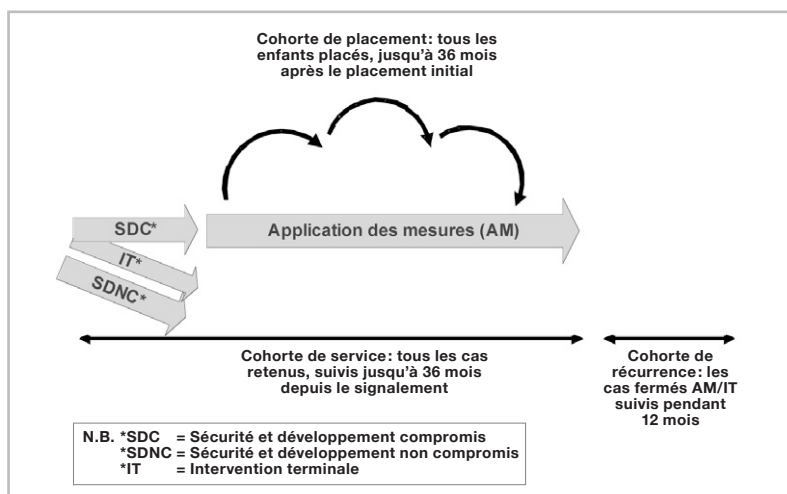 Cohorte de placement : tous les
enfants placés, jusqu'à 36 mois
après le placement initial
SDC*
Application des mesures (AM)
IT*
SDNC*
Cohorte de service : tous les cas
retenus, suivis jusqu'à 36 mois
depuis le signalement
Cohorte de
récurrence : les
cas fermés AM/IT
suivis pendant
12 mois
N.B. *SDC = Sécurité et développement compromis
*SDNC = Sécurité et développement non compromis
*IT = Intervention terminale